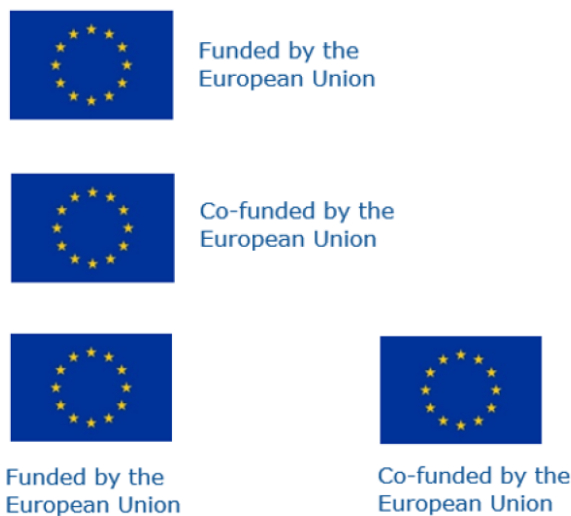 Funded by the
European Union
Co-funded by the
European Union
Funded by the
European Union
Co-funded by the
European Union